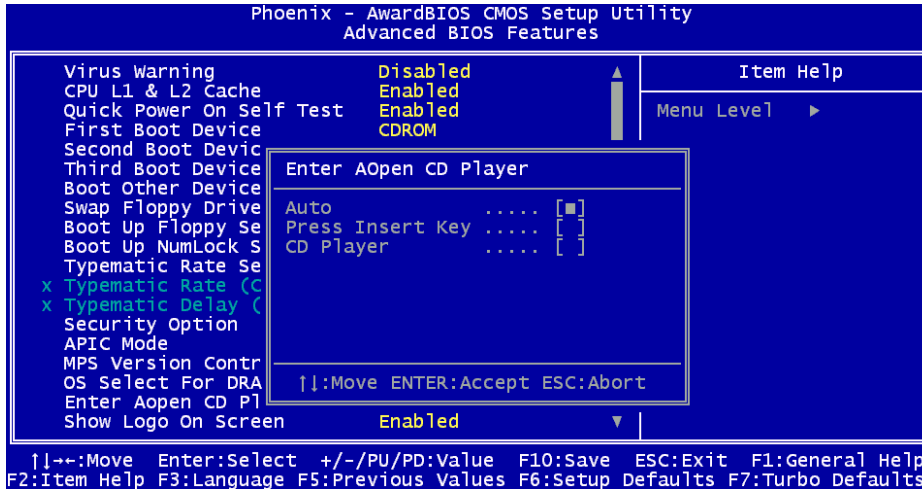 Phoenix - AwardBIOS CMOS Setup Utility
Advanced BIOS Features
Virus Warning Disabled ▲
CPU L1 & L2 Cache Enabled
Quick Power On Self Test Enabled
First Boot Device CDROM
Second Boot Devic
Third Boot Device
Boot Other Device
Swap Floppy Drive
Boot Up Floppy Se
Boot Up NumLock S
Typematic Rate Se
x Typematic Rate (C
x Typematic Delay (
Security Option
APIC Mode
MPS Version Contr
OS Select For DRA
Enter Aopen CD Pl
Show Logo On Screen Enabled ▼
Enter AOpen CD Player
Auto ..... [■]
Press Insert Key ..... [ ]
CD Player ..... [ ]
↑↓:Move ENTER:Accept ESC:Abort
Item Help
Menu Level ▶
↑↓→←:Move Enter:Select +/-/PU/PD:Value F10:Save ESC:Exit F1:General Help
F2:Item Help F3:Language F5:Previous Values F6:Setup Defaults F7:Turbo Defaults